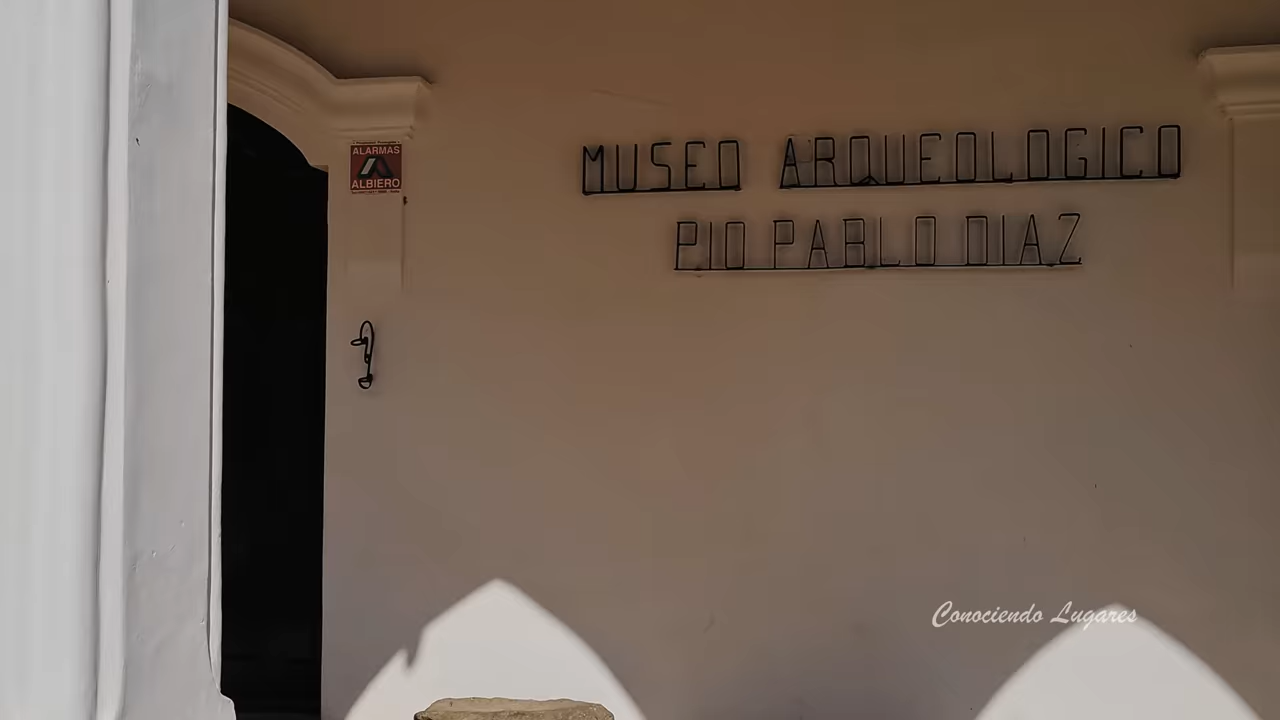 MUSEO ARQUEOLOGICO
PIO PABLO DIAZ
ALARMAS
ALBIERO
Conociendo Lugares